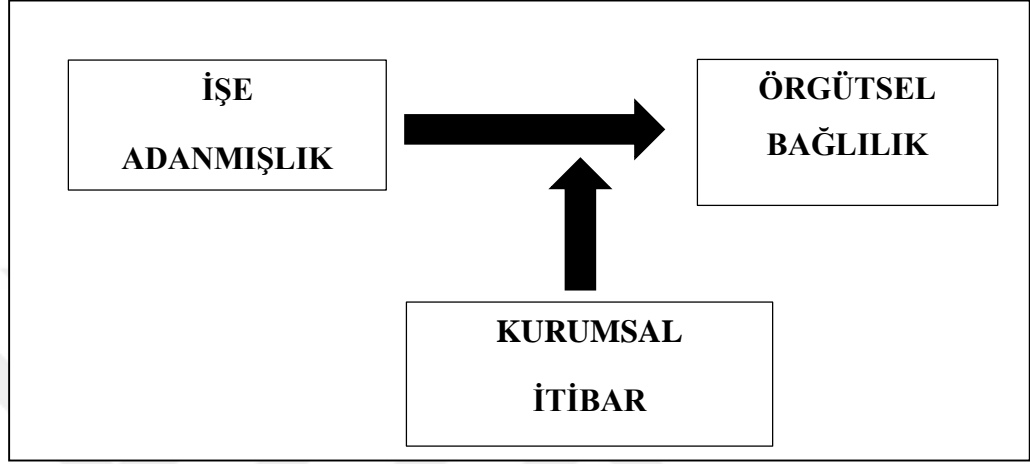 İŞE
ADANMIŞLIK
ÖRGÜTSEL
BAĞLILIK
KURUMSAL
İTİBAR